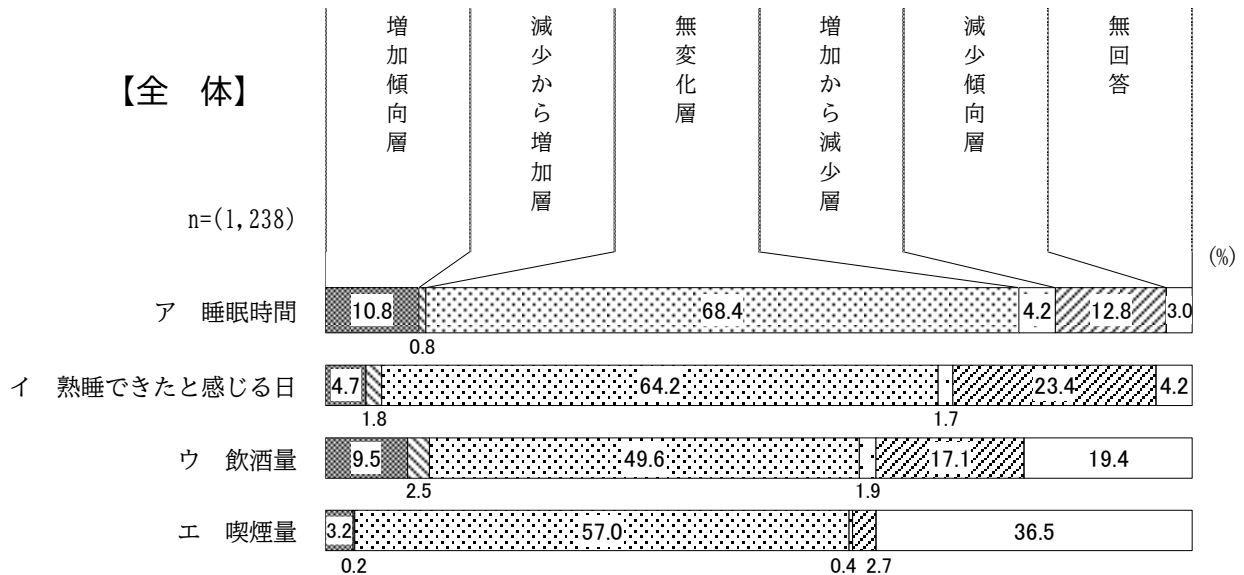 【全　体】
n=(1,238)
増加傾向層
減少から増加層
無変化層
増加から減少層
減少傾向層
無回答
(%)
ア　睡眠時間
10.8 68.4 4.2 12.8 3.0
0.8
イ　熟睡できたと感じる日
4.7 64.2 23.4 4.2
1.8 1.7
ウ　飲酒量
9.5 49.6 17.1 19.4
2.5 1.9
エ　喫煙量
3.2 57.0 36.5
0.2 0.4 2.7